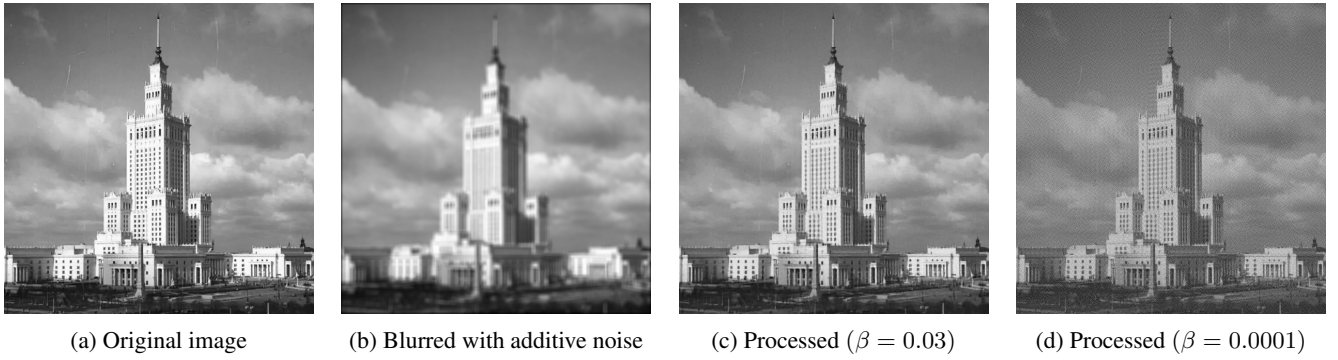 (a) Original image
(b) Blurred with additive noise
(c) Processed (β = 0.03)
(d) Processed (β = 0.0001)